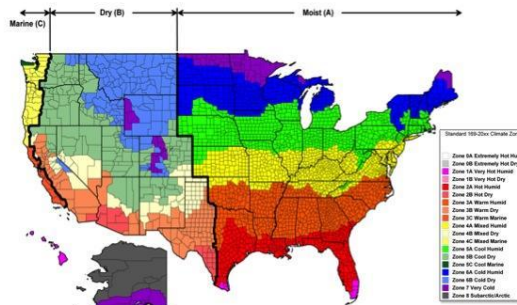 Marine (C)
Dry (B)
Moist (A)
Standard 169-20xx Climate Zon
Zone 0A Extremely Hot Hu
Zone 0B Extremely Hot Dry
Zone 1A Very Hot Humid
Zone 1B Very Hot Dry
Zone 2A Hot Humid
Zone 2B Hot Dry
Zone 3A Warm Humid
Zone 3B Warm Dry
Zone 3C Warm Marine
Zone 4A Mixed Humid
Zone 4B Mixed Dry
Zone 4C Mixed Marine
Zone 5A Cool Humid
Zone 5B Cool Dry
Zone 5C Cool Marine
Zone 6A Cold Humid
Zone 6B Cold Dry
Zone 7 Very Cold
Zone 8 Subarctic/Arctic